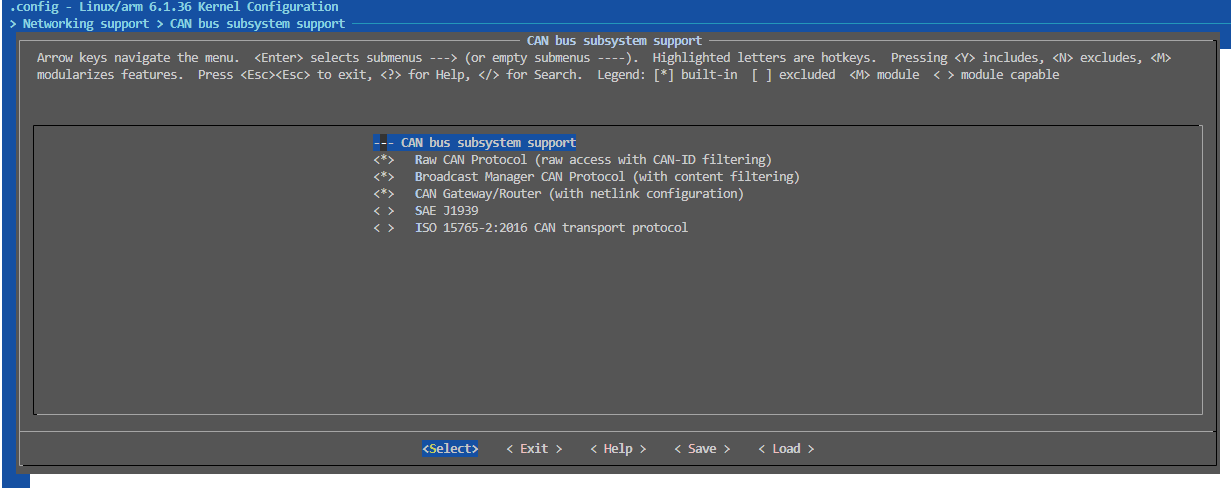 .config - Linux/arm 6.1.36 Kernel Configuration
> Networking support > CAN bus subsystem support
CAN bus subsystem support
Arrow keys navigate the menu.  <Enter> selects submenus ---> (or empty submenus ----).  Highlighted letters are hotkeys.  Pressing <Y> includes, <N> excludes, <M>
modularizes features.  Press <Esc><Esc> to exit, <?> for Help, </> for Search.  Legend: [*] built-in  [ ] excluded  <M> module  < > module capable
--- CAN bus subsystem support
<*>   Raw CAN Protocol (raw access with CAN-ID filtering)
<*>   Broadcast Manager CAN Protocol (with content filtering)
<*>   CAN Gateway/Router (with netlink configuration)
< >   SAE J1939
< >   ISO 15765-2:2016 CAN transport protocol
<Select>    < Exit >    < Help >    < Save >    < Load >